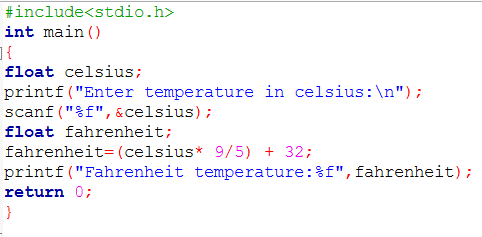 #include<stdio.h>
int main()
{
float celsius;
printf("Enter temperature in celsius:\n");
scanf("%f",&celsius);
float fahrenheit;
fahrenheit=(celsius* 9/5) + 32;
printf("Fahrenheit temperature:%f",fahrenheit);
return 0;
}